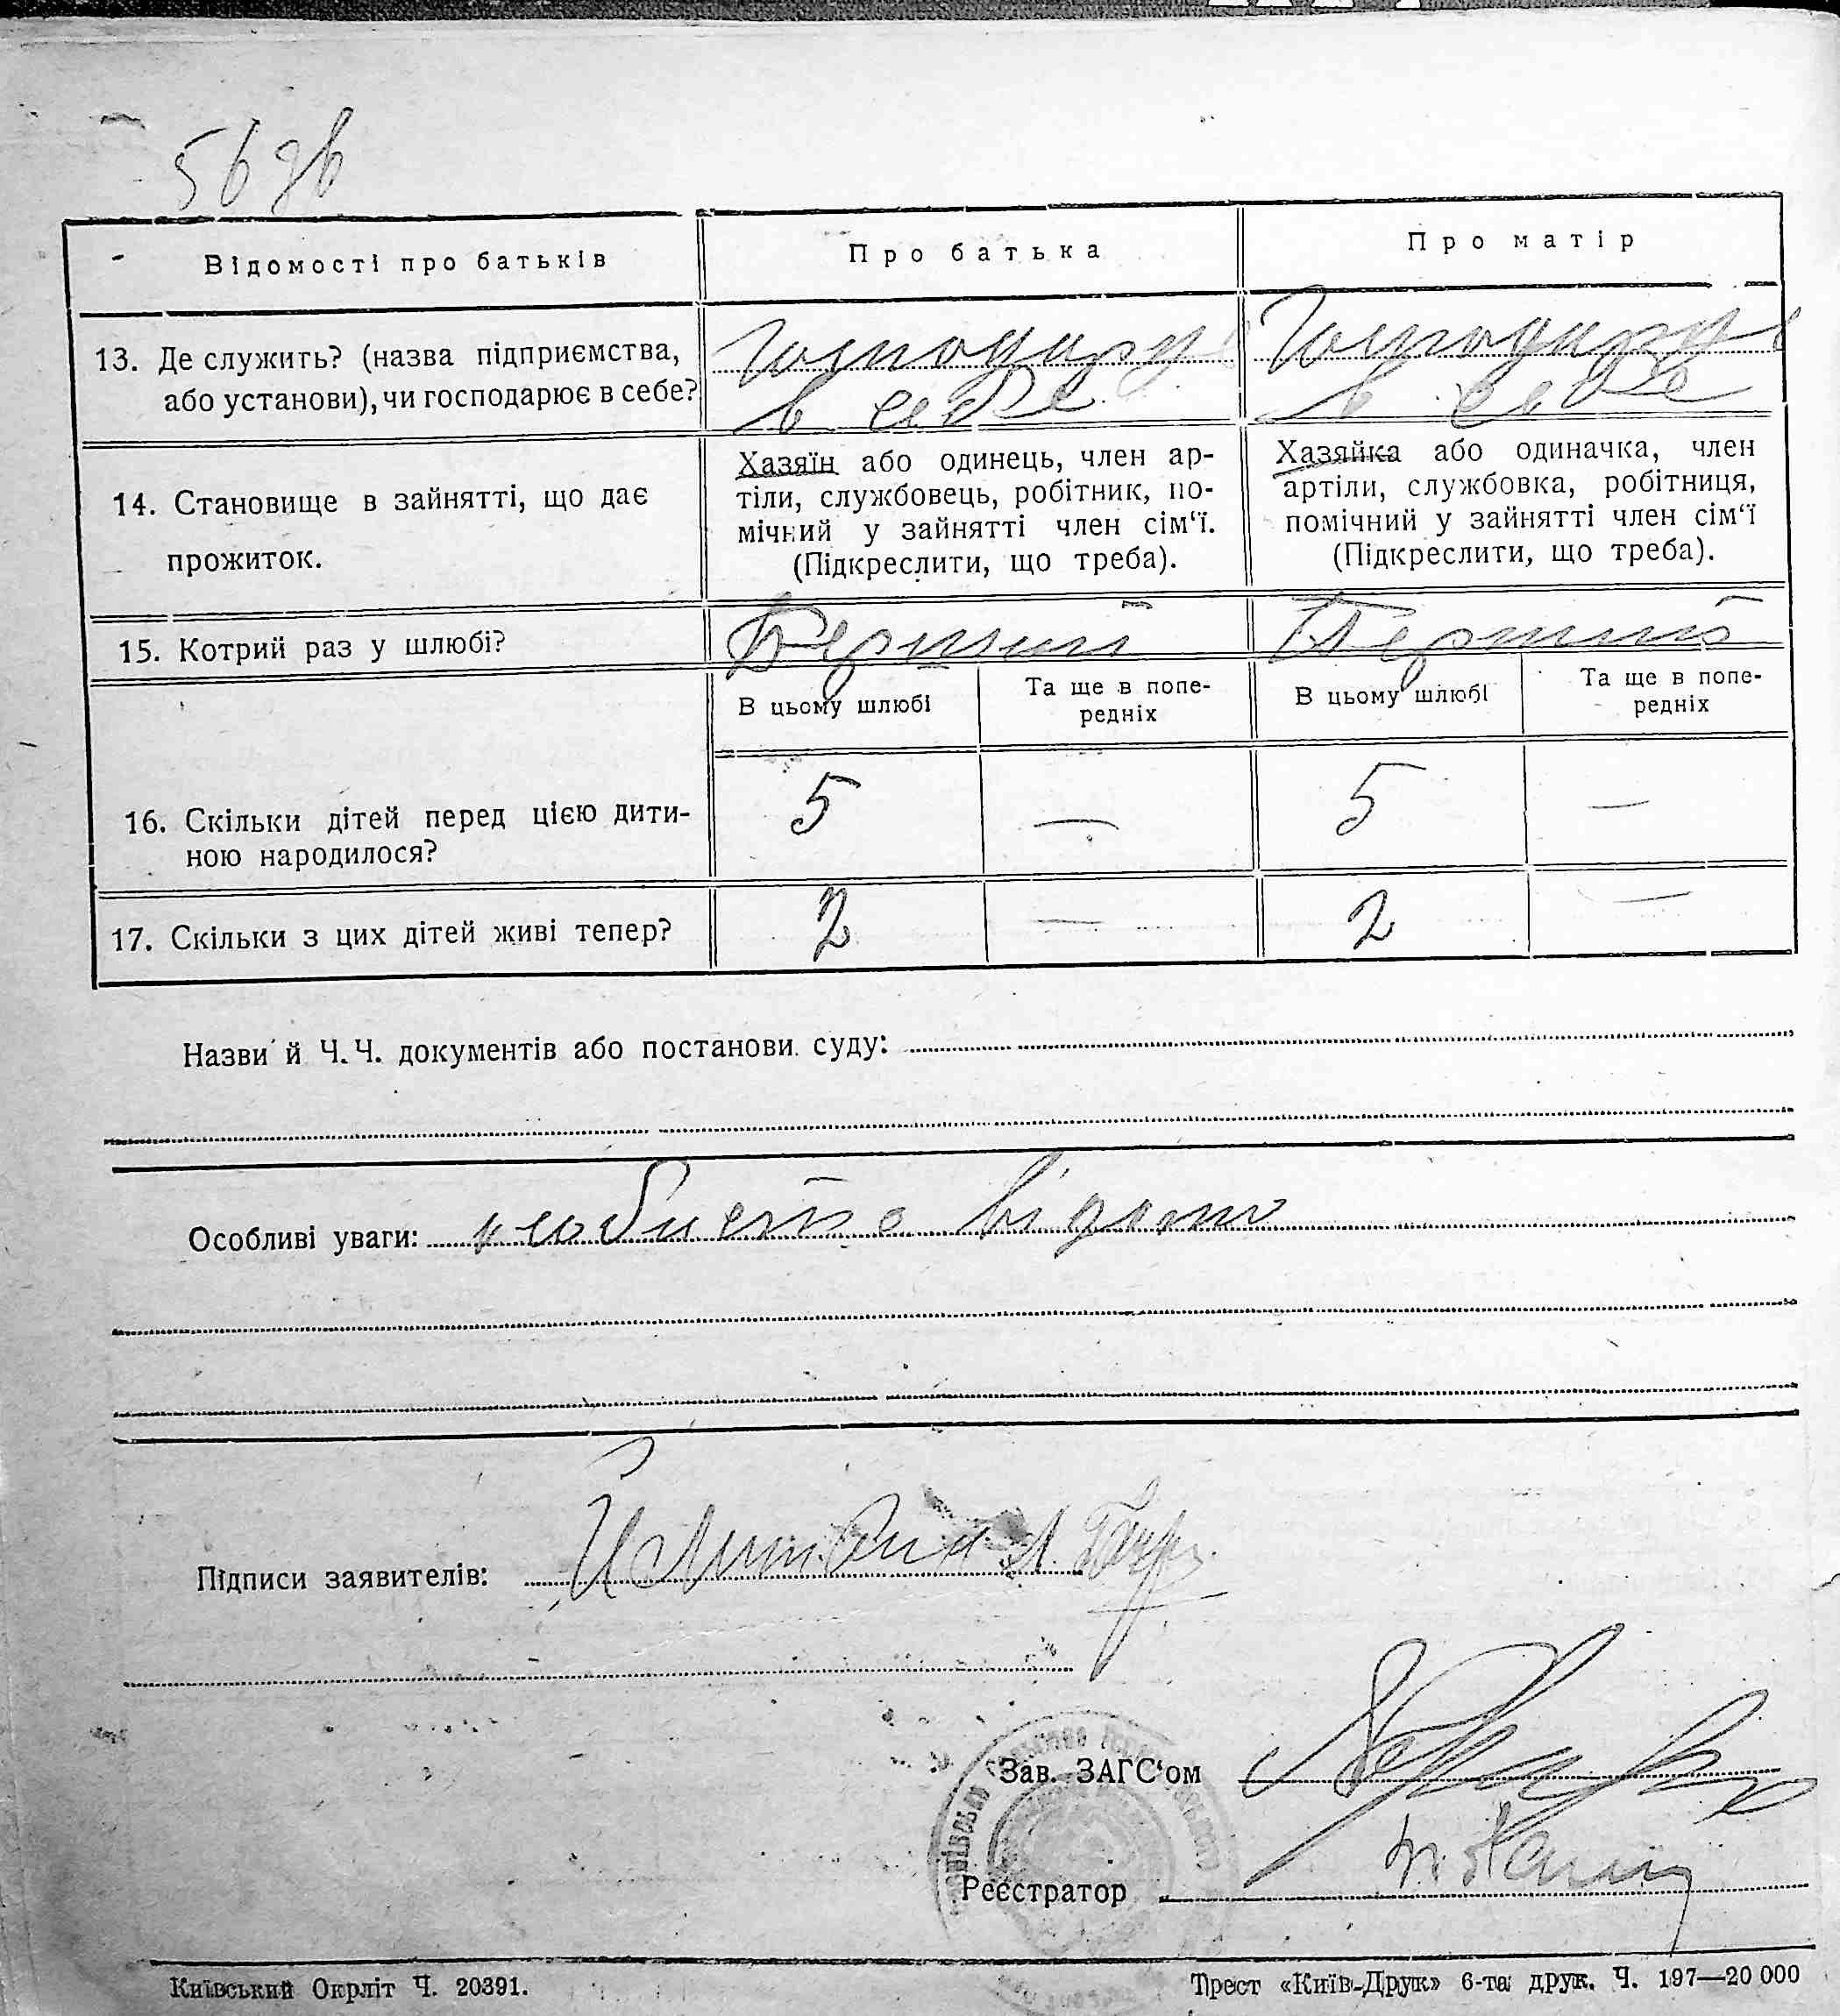 Відомості про батьків
Про батька
Про матір
13. Де служить? (назва підприємства,
або установи), чи господарює в себе?
Господарує
в себе
Господарує
в себе
14. Становище в зайнятті, що дає
прожиток.
Хазяїн або одинець, член ар-
тіли, службовець, робітник, по-
мічний у зайнятті член сім'ї.
(Підкреслити, що треба).
Хазяйка або одиначка, член
артіли, службовка, робітниця,
помічний у зайнятті член сім'ї
(Підкреслити, що треба).
15. Котрий раз у шлюбі?
Перший
Перший
В цьому шлюбі
Та ще в попе-
редніх
В цьому шлюбі
Та ще в попе-
редніх
16. Скільки дітей перед цією дити-
ною народилося?
5
—
5
—
17. Скільки з цих дітей живі тепер?
2
—
2
—
Назви й Ч.Ч. документів або постанови суду:
Особливі уваги: особисто відомо
Підписи заявителів:
Зав. ЗАГС'ом
Реєстратор
Київський Окрліт Ч. 20391.
Трест «Київ-Друк» 6-та друк. Ч. 197—20 000